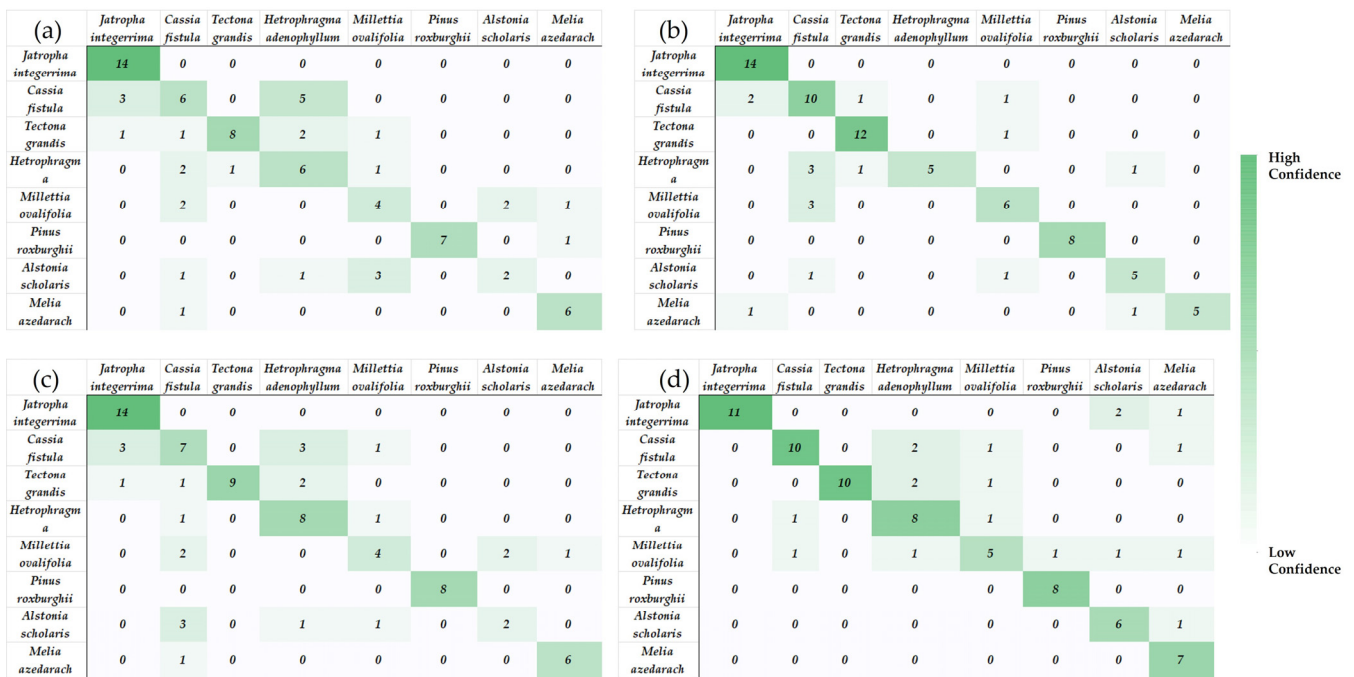 (a)
Jatropha Cassia Tectona Hetrophragma Millettia Pinus Alstonia Melia
integerrima fistula grandis adenophyllum ovalifolia roxburghii scholaris azedarach
Jatropha
integerrima 14 0 0 0 0 0 0 0
Cassia
fistula 3 6 0 5 0 0 0 0
Tectona
grandis 1 1 8 2 1 0 0 0
Hetrophragm
a 0 2 1 6 1 0 0 0
Millettia
ovalifolia 0 2 0 0 4 0 2 1
Pinus
roxburghii 0 0 0 0 0 7 0 1
Alstonia
scholaris 0 1 0 1 3 0 2 0
Melia
azedarach 0 1 0 0 0 0 0 6
(b)
Jatropha Cassia Tectona Hetrophragma Millettia Pinus Alstonia Melia
integerrima fistula grandis adenophyllum ovalifolia roxburghii scholaris azedarach
Jatropha
integerrima 14 0 0 0 0 0 0 0
Cassia
fistula 2 10 1 0 1 0 0 0
Tectona
grandis 0 0 12 0 1 0 0 0
Hetrophragm
a 0 3 1 5 0 0 1 0
Millettia
ovalifolia 0 3 0 0 6 0 0 0
Pinus
roxburghii 0 0 0 0 0 8 0 0
Alstonia
scholaris 0 1 0 0 1 0 5 0
Melia
azedarach 1 0 0 0 0 0 1 5
High
Confidence
Low
Confidence
(c)
Jatropha Cassia Tectona Hetrophragma Millettia Pinus Alstonia Melia
integerrima fistula grandis adenophyllum ovalifolia roxburghii scholaris azedarach
Jatropha
integerrima 14 0 0 0 0 0 0 0
Cassia
fistula 3 7 0 3 1 0 0 0
Tectona
grandis 1 1 9 2 0 0 0 0
Hetrophragm
a 0 1 0 8 1 0 0 0
Millettia
ovalifolia 0 2 0 0 4 0 2 1
Pinus
roxburghii 0 0 0 0 0 8 0 0
Alstonia
scholaris 0 3 0 1 1 0 2 0
Melia
azedarach 0 1 0 0 0 0 0 6
(d)
Jatropha Cassia Tectona Hetrophragma Millettia Pinus Alstonia Melia
integerrima fistula grandis adenophyllum ovalifolia roxburghii scholaris azedarach
Jatropha
integerrima 11 0 0 0 0 0 2 1
Cassia
fistula 0 10 0 2 1 0 0 1
Tectona
grandis 0 0 10 2 1 0 0 0
Hetrophragm
a 0 1 0 8 1 0 0 0
Millettia
ovalifolia 0 1 0 1 5 1 1 1
Pinus
roxburghii 0 0 0 0 0 8 0 0
Alstonia
scholaris 0 0 0 0 0 0 6 1
Melia
azedarach 0 0 0 0 0 0 0 7